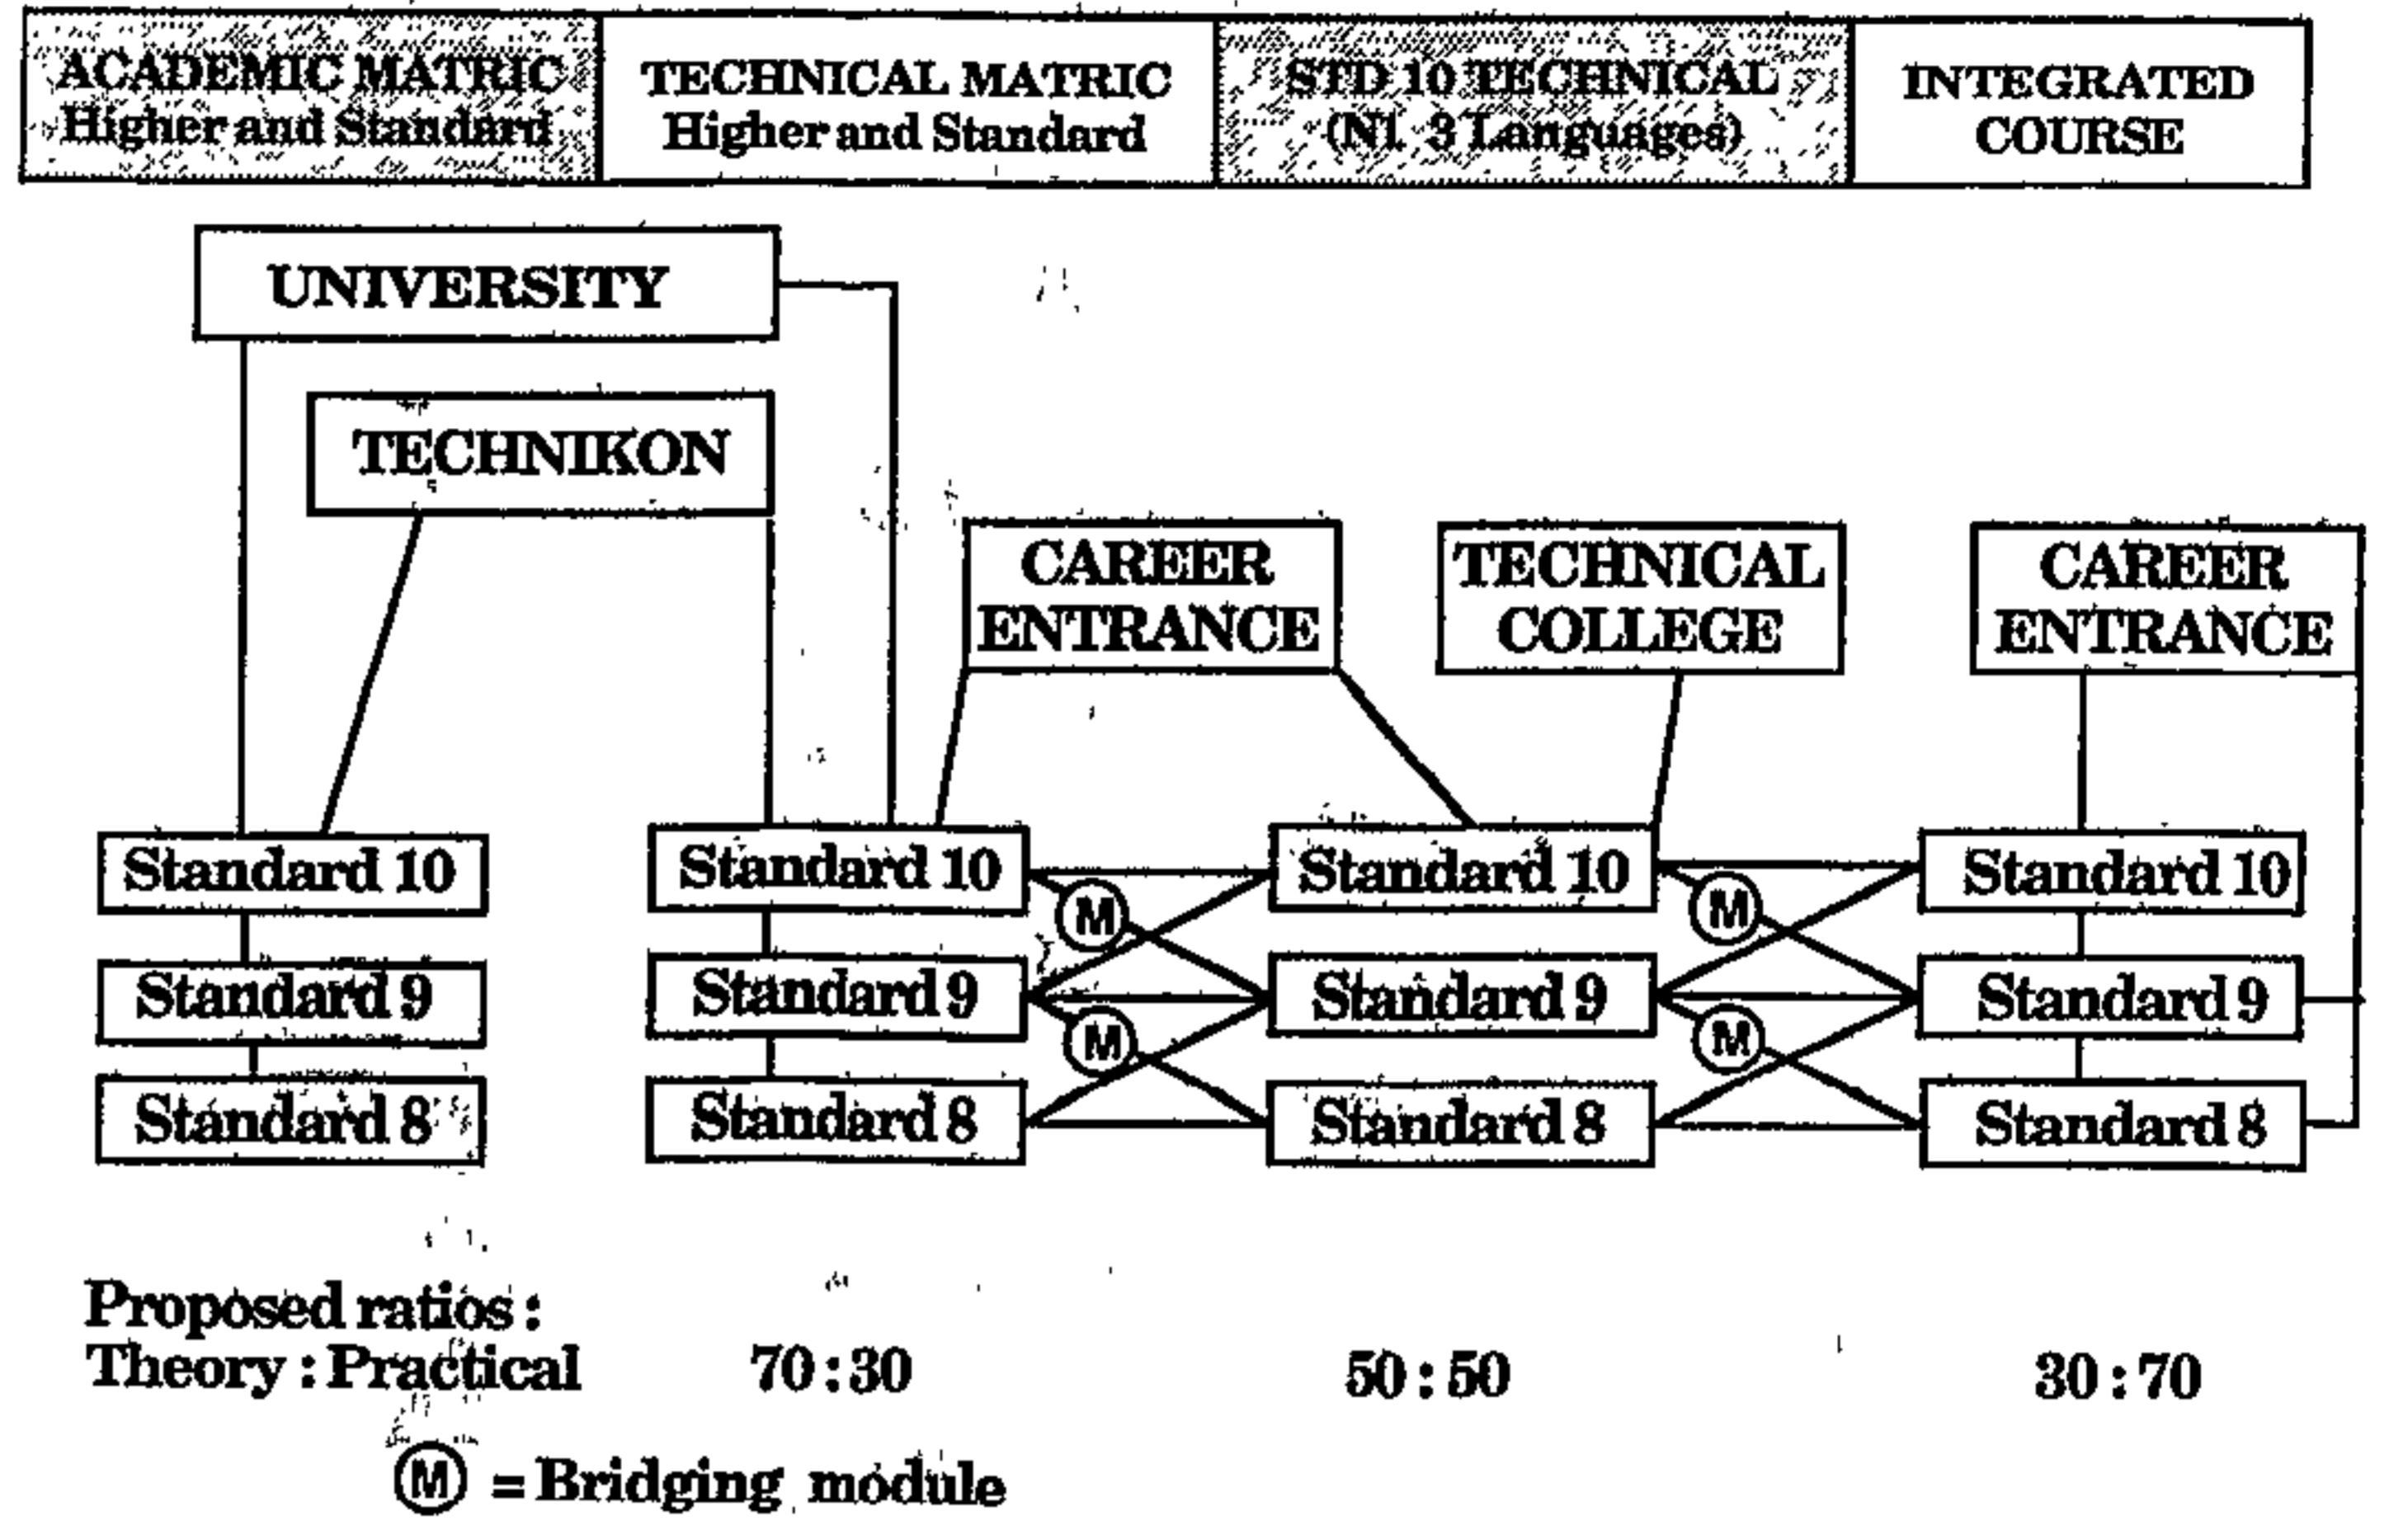 ACADEMIC MATRIC
Higher and Standard
TECHNICAL MATRIC
Higher and Standard
STD 10 TECHNICAL
(N1. 3 Languages)
INTEGRATED
COURSE
UNIVERSITY
TECHNIKON
CAREER
ENTRANCE
TECHNICAL
COLLEGE
CAREER
ENTRANCE
Standard 10
Standard 10
Standard 10
Standard 10
M
M
Standard 9
Standard 9
Standard 9
Standard 9
M
M
Standard 8
Standard 8
Standard 8
Standard 8
Proposed ratios :
Theory : Practical 70 : 30 50 : 50 30 : 70
M = Bridging module